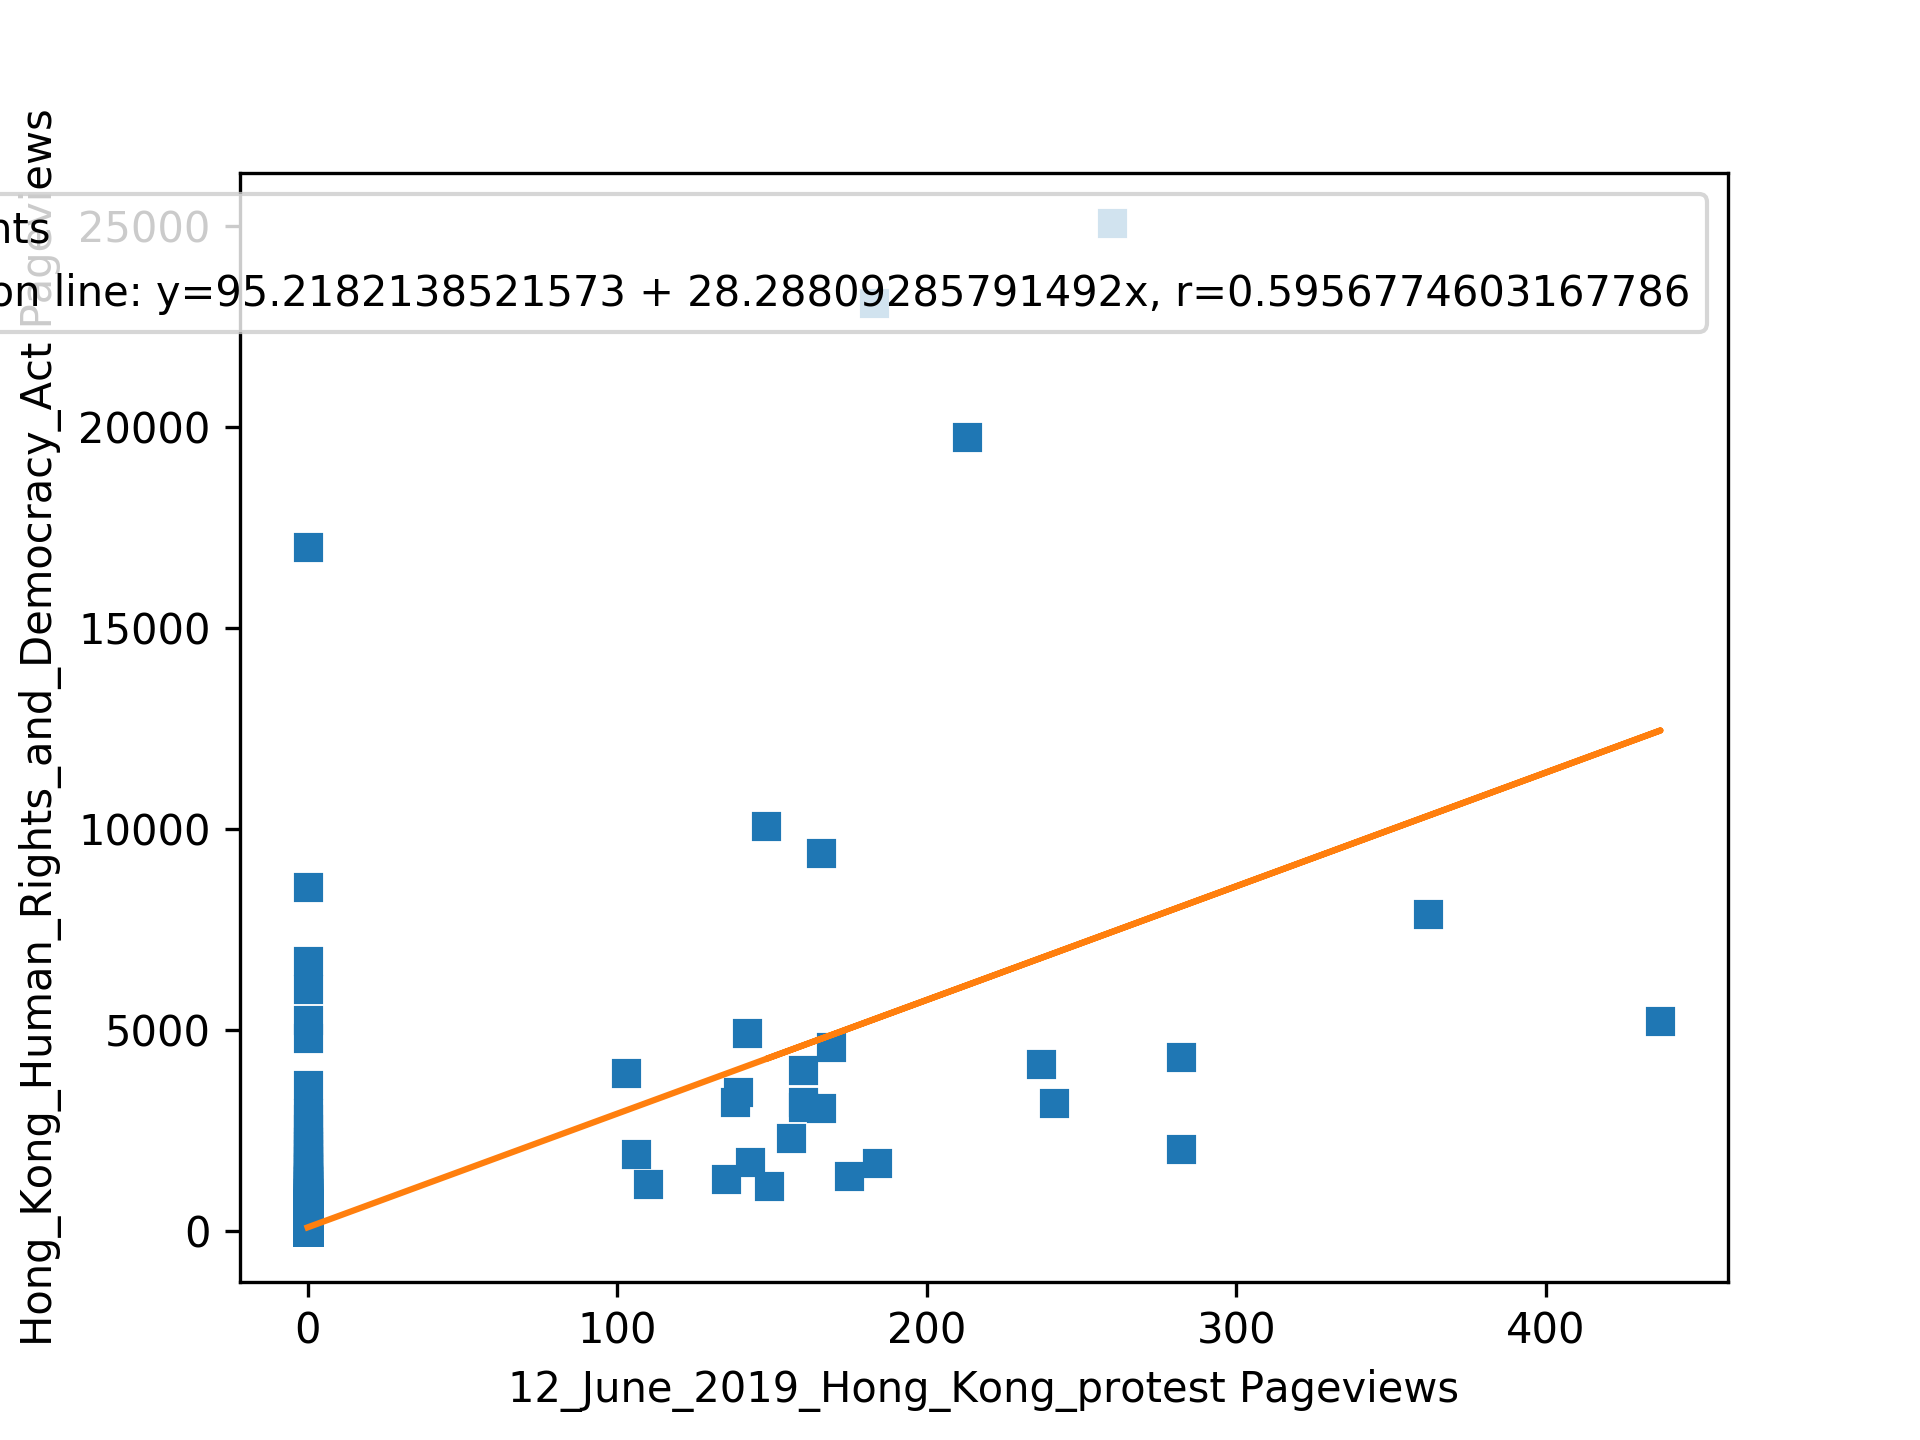 Hong_Kong_Human_Rights_and_Democracy_Act Pageviews
nts
on line: y=95.2182138521573 + 28.28809285791492x, r=0.5956774603167786
25000
20000
15000
10000
5000
0
0 100 200 300 400
12_June_2019_Hong_Kong_protest Pageviews